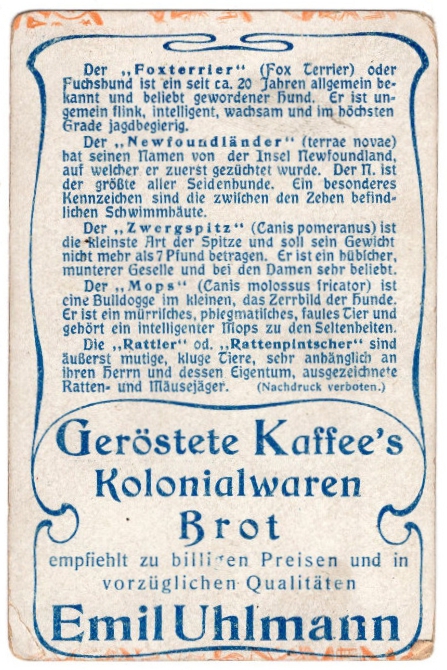 Der „Foxterrier“ (Fox Terrier) oder
Fuchshund ist ein seit ca. 20 Jahren allgemein be-
kannt und beliebt gewordener Hund. Er ist un-
gemein flink, intelligent, wachsam und im höchsten
Grade jagdbegierig.
Der „Newfoundländer“ (terrae novae)
hat seinen Namen von der Insel Newfoundland,
auf welcher er zuerst gezüchtet wurde. Der N. ist
der größte aller Seidenhunde. Ein besonderes
Kennzeichen sind die zwischen den Zehen befind-
lichen Schwimmhäute.
Der „Zwergspitz“ (Canis pomeranus) ist
die kleinste Art der Spitze und soll sein Gewicht
nicht mehr als 7 Pfund betragen. Er ist ein hübscher,
munterer Geselle und bei den Damen sehr beliebt.
Der „Mops“ (Canis molossus fricator) ist
eine Bulldogge im kleinen, das Zerrbild der Hunde.
Er ist ein mürrisches, phlegmatisches, faules Tier und
gehört ein intelligenter Mops zu den Seltenheiten.
Die „Rattler“ od. „Rattenpintscher“ sind
äußerst mutige, kluge Tiere, sehr anhänglich an
ihren Herrn und dessen Eigentum, ausgezeichnete
Ratten- und Mäusejäger. (Nachdruck verboten.)
Geröstete Kaffee's
Kolonialwaren
Brot
empfiehlt zu billigen Preisen und in
vorzüglichen Qualitäten
Emil Uhlmann